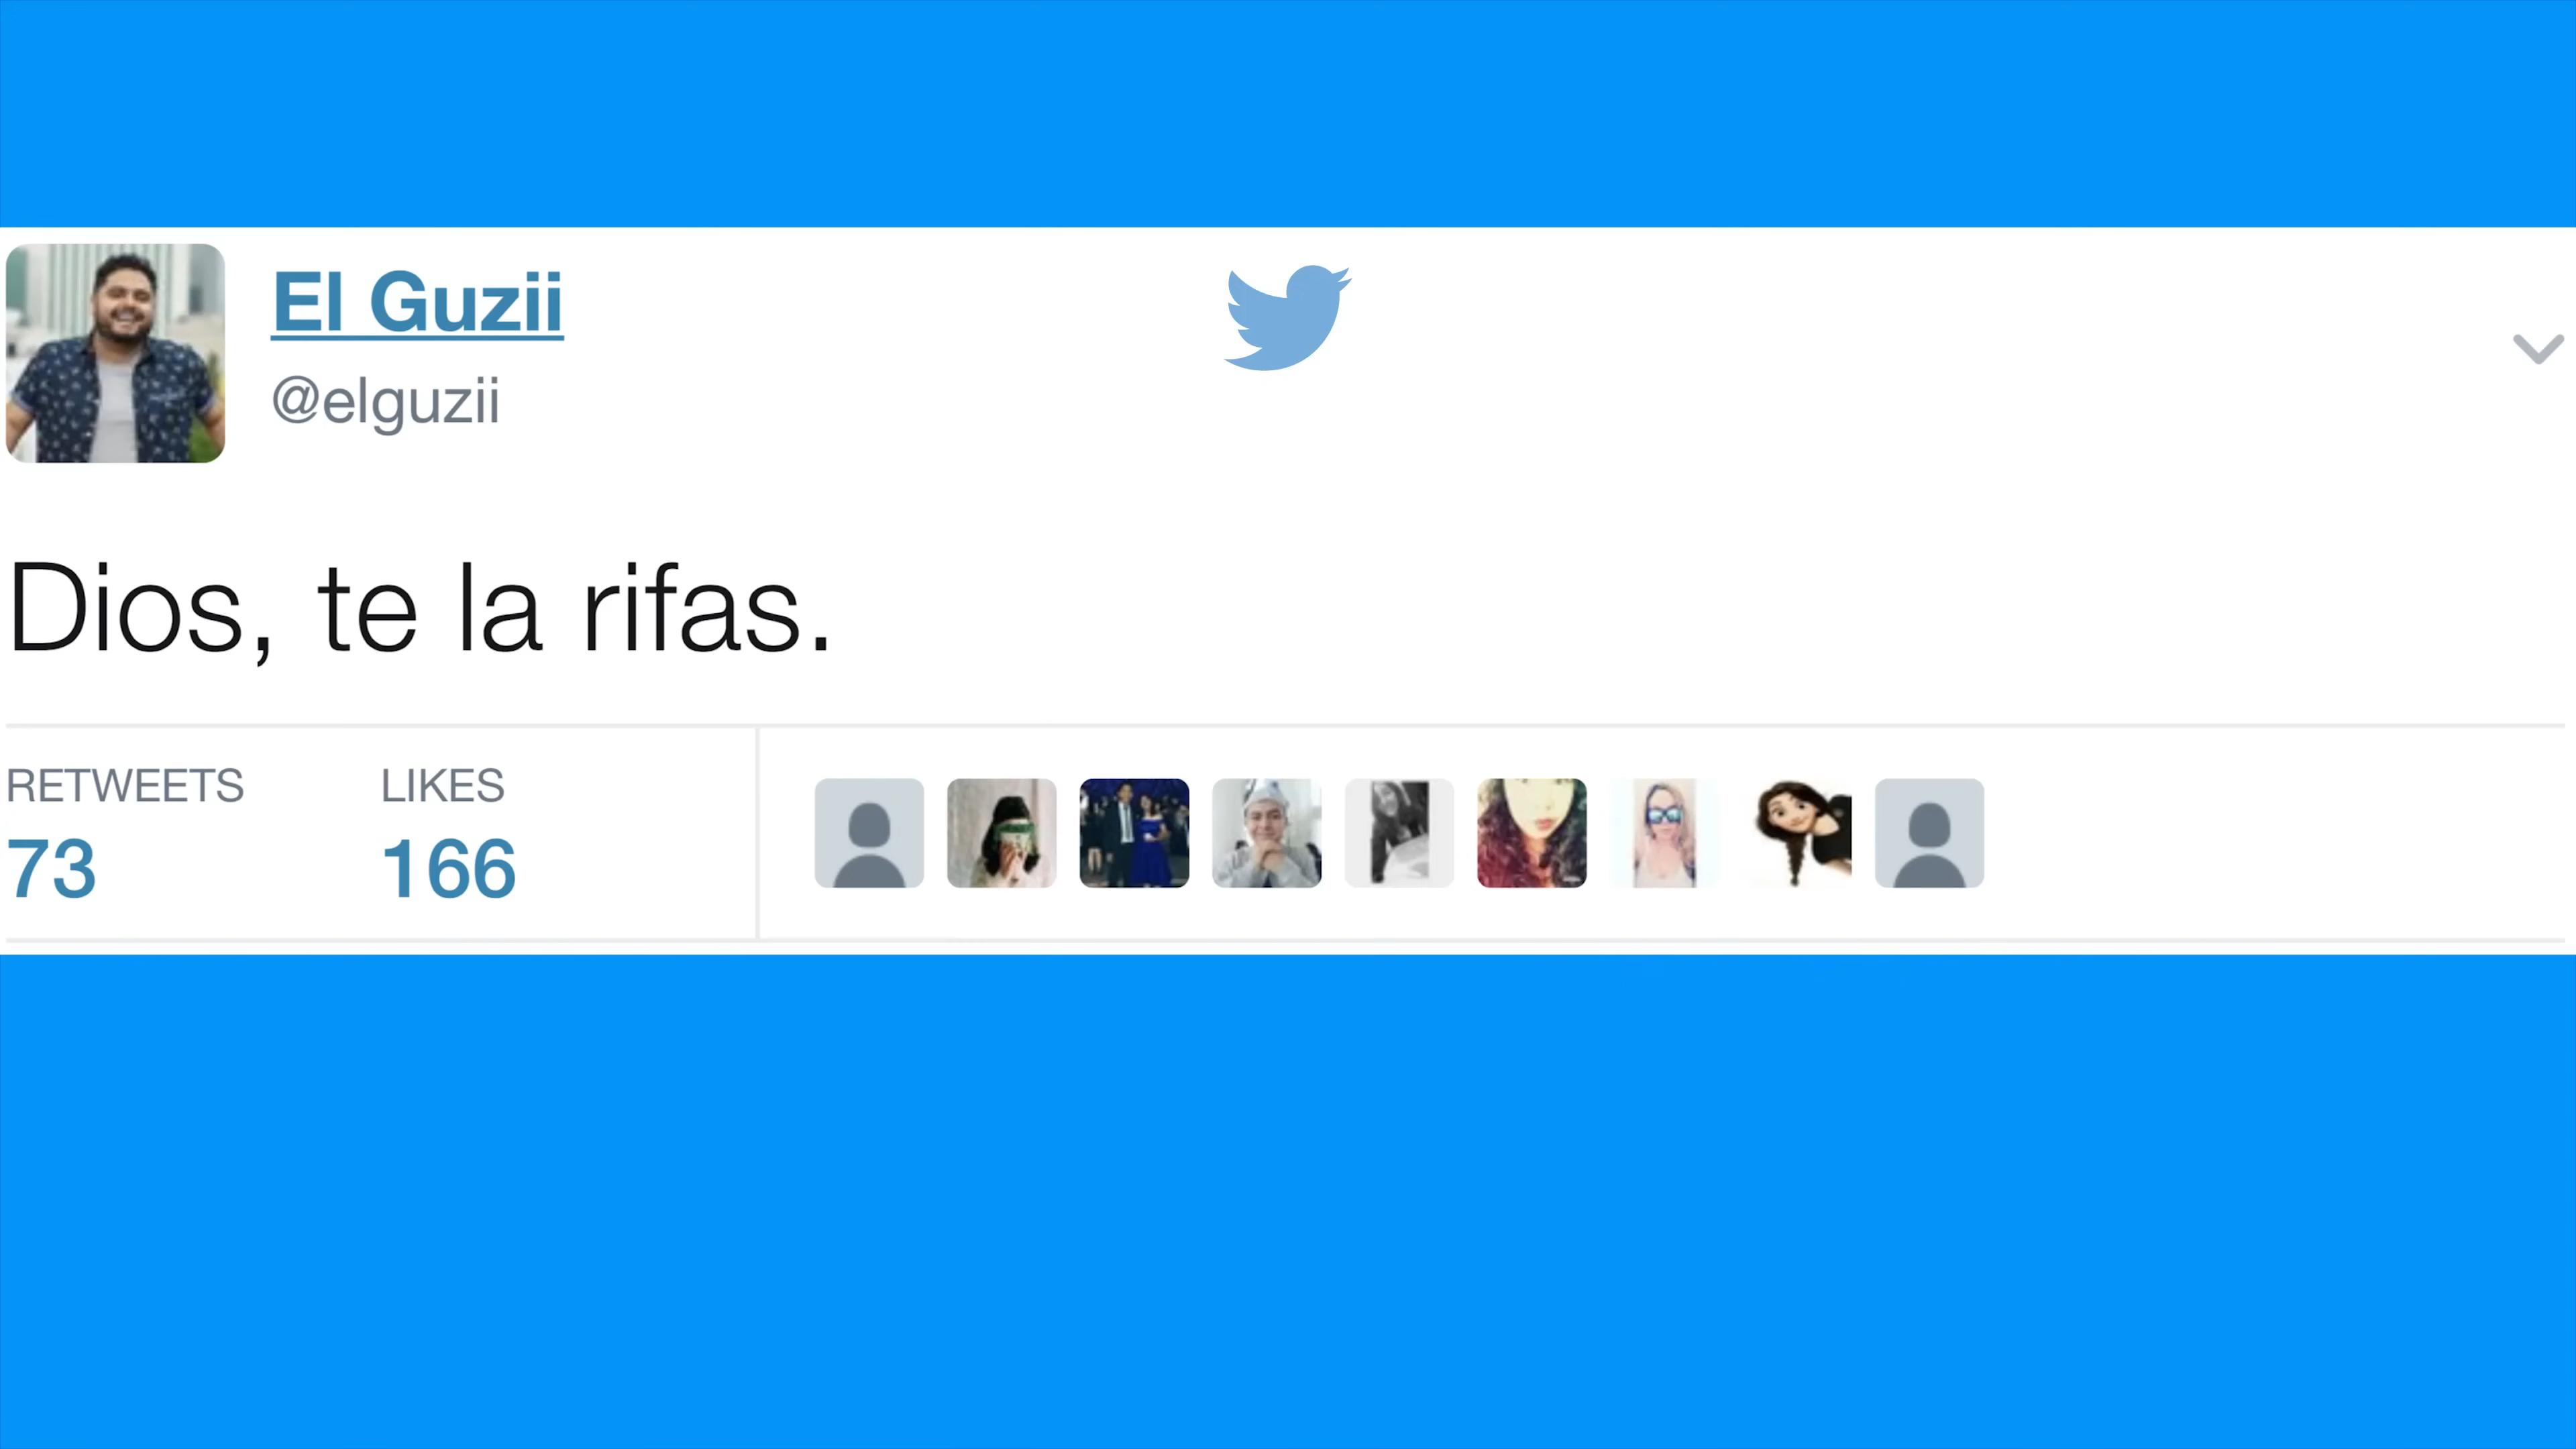 El Guzii
@elguzii
Dios, te la rifas.
RETWEETS LIKES
73 166